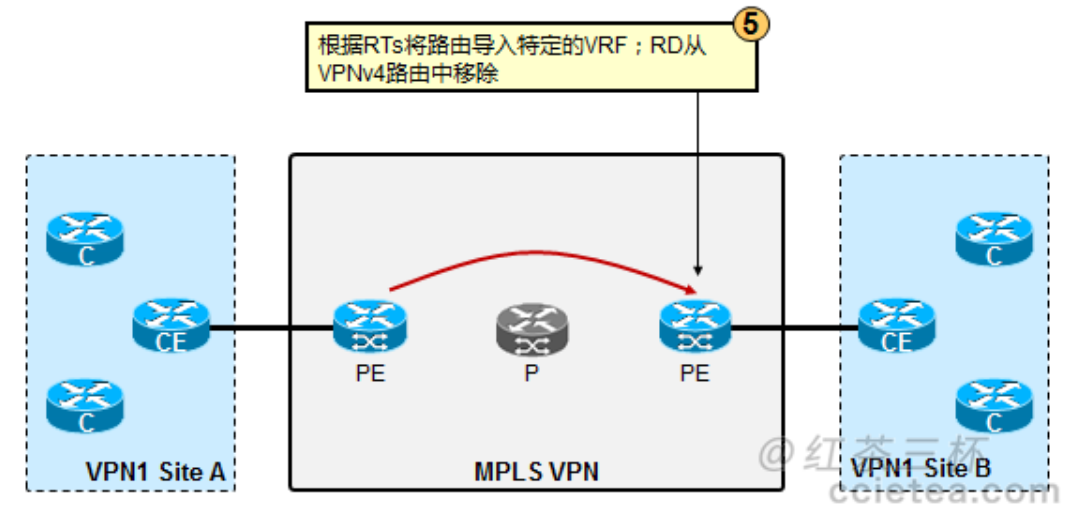 5
根据RTs将路由导入特定的VRF；RD从
VPNv4路由中移除
C
C
CE
CE
PE
P
PE
C
C
VPN1 Site A
MPLS VPN
VPN1 Site B
@红茶三杯
ccietea.com